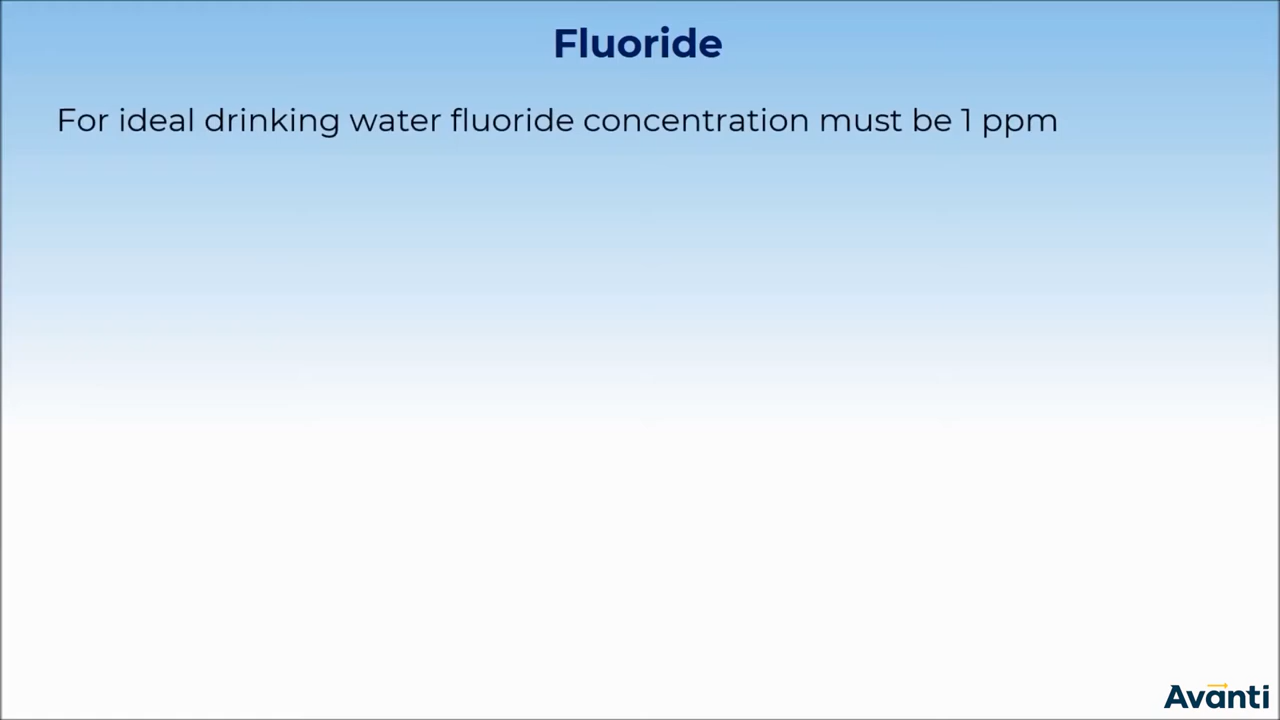 Fluoride
For ideal drinking water fluoride concentration must be 1 ppm
Avanti